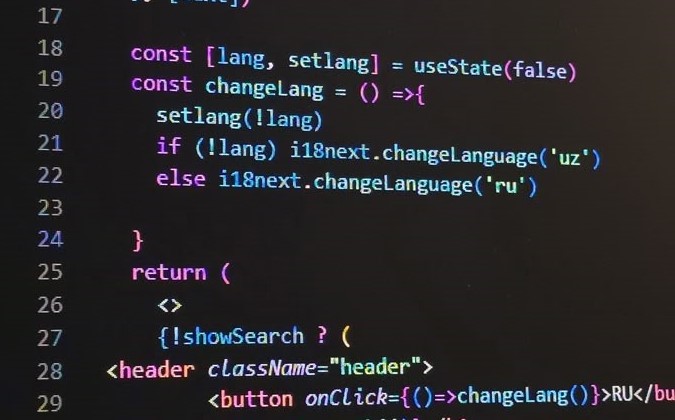 17
18 const [lang, setlang] = useState(false)
19 const changeLang = () =>{
20 setlang(!lang)
21 if (!lang) i18next.changeLanguage('uz')
22 else i18next.changeLanguage('ru')
23
24 }
25 return (
26 <>
27 {!showSearch ? (
28 <header className="header">
29 <button onClick={()=>changeLang()}>RU</bu